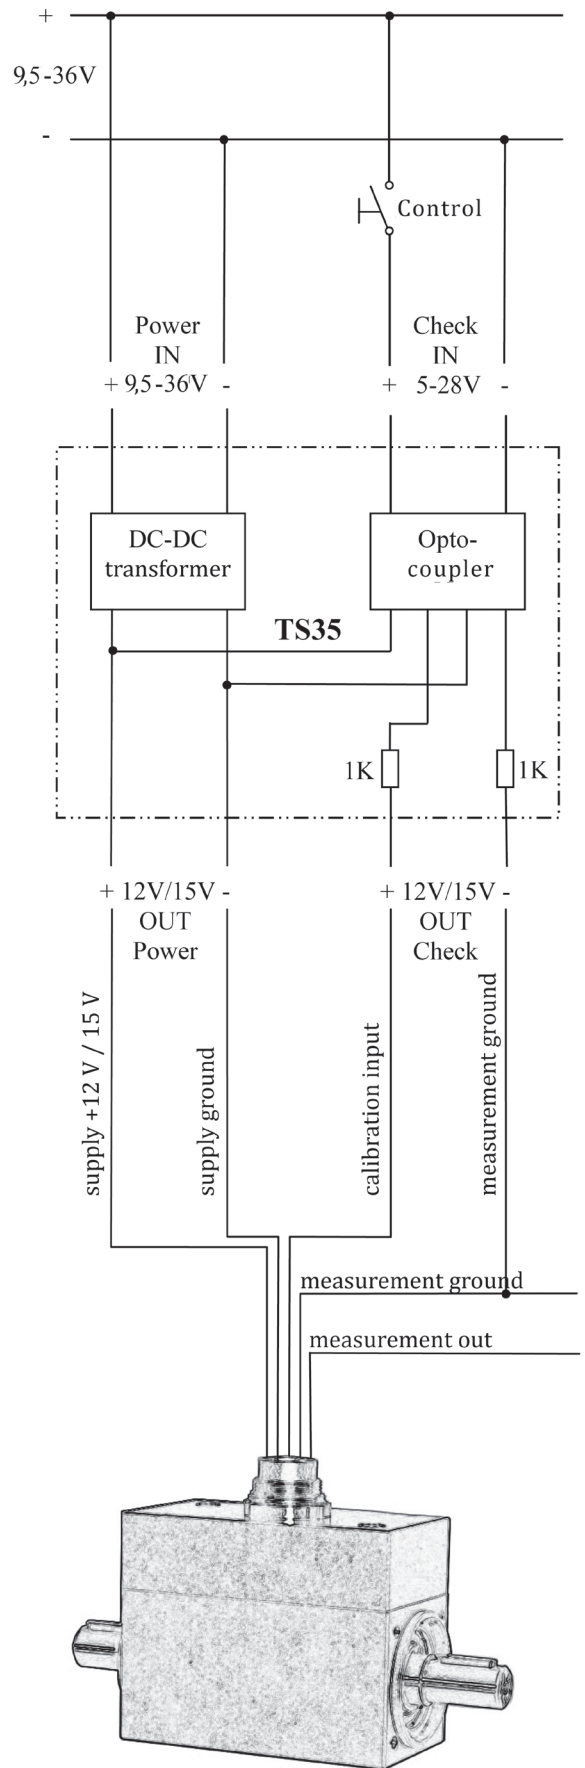 +
9,5-36V
-
Control
Power
IN
+ 9,5-36V -
Check
IN
+ 5-28V -
DC-DC
transformer
Opto-
coupler
TS35
1K
1K
+ 12V/15V -
OUT
Power
+ 12V/15V -
OUT
Check
supply +12 V / 15 V
supply ground
calibration input
measurement ground
measurement ground
measurement out